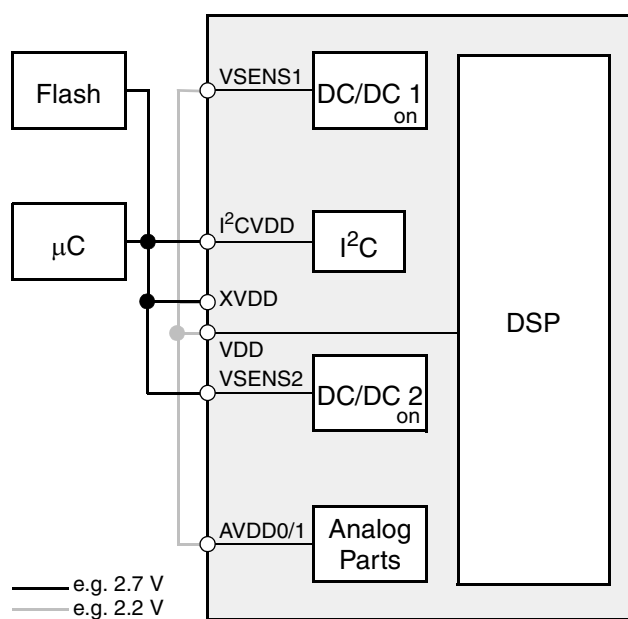 Flash
VSENS1
DC/DC 1
on
μC
I²CVDD
I²C
XVDD
VDD
DSP
VSENS2
DC/DC 2
on
AVDD0/1
Analog
Parts
e.g. 2.7 V
e.g. 2.2 V